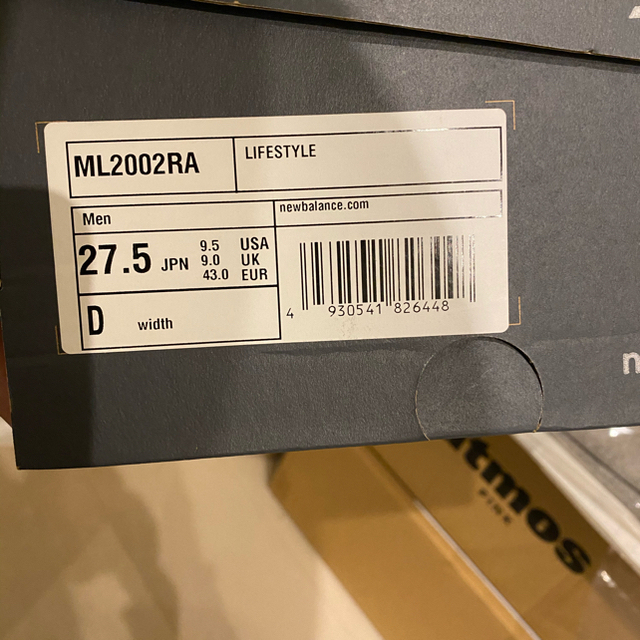 ML2002RA
LIFESTYLE
Men
newbalance.com
27.5 JPN
9.5 USA
9.0 UK
43.0 EUR
D width
4 930541 826448
n
atmos
PINK